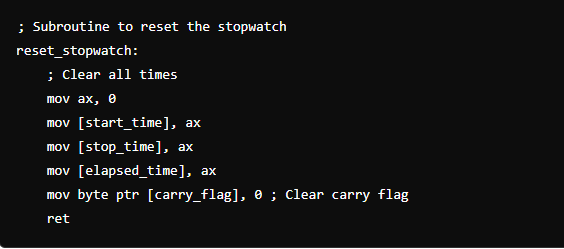 ; Subroutine to reset the stopwatch
reset_stopwatch:
    ; Clear all times
    mov ax, 0
    mov [start_time], ax
    mov [stop_time], ax
    mov [elapsed_time], ax
    mov byte ptr [carry_flag], 0 ; Clear carry flag
    ret